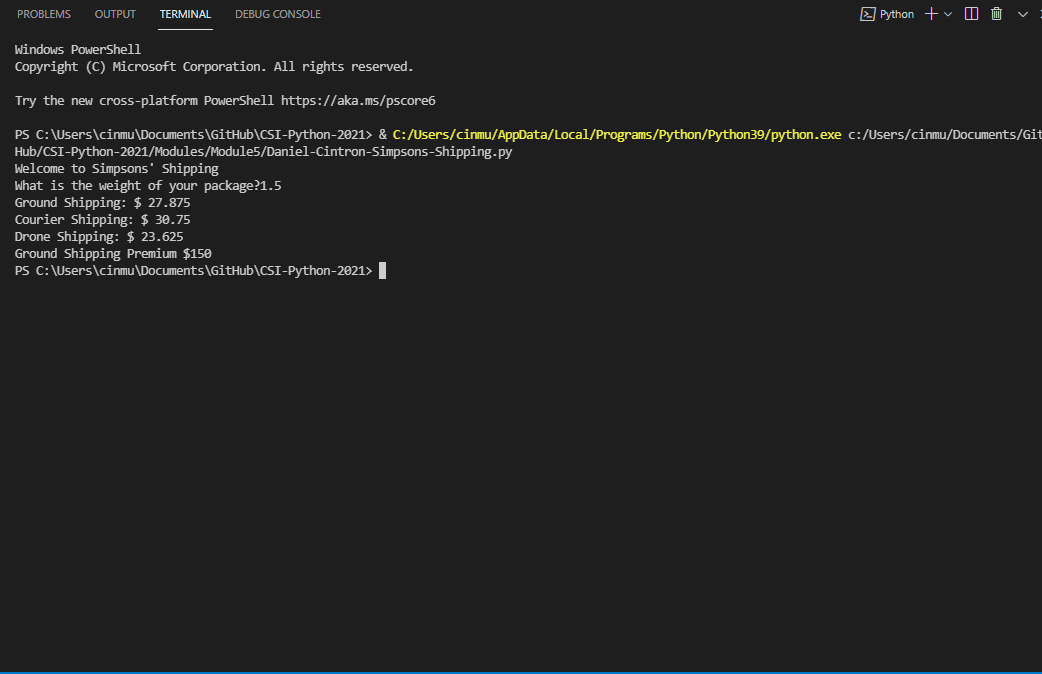 PROBLEMS OUTPUT TERMINAL DEBUG CONSOLE Python
Windows PowerShell
Copyright (C) Microsoft Corporation. All rights reserved.
Try the new cross-platform PowerShell https://aka.ms/pscore6
PS C:\Users\cinmu\Documents\GitHub\CSI-Python-2021> & C:/Users/cinmu/AppData/Local/Programs/Python/Python39/python.exe c:/Users/cinmu/Documents/Git
Hub/CSI-Python-2021/Modules/Module5/Daniel-Cintron-Simpsons-Shipping.py
Welcome to Simpsons' Shipping
What is the weight of your package?1.5
Ground Shipping: $ 27.875
Courier Shipping: $ 30.75
Drone Shipping: $ 23.625
Ground Shipping Premium $150
PS C:\Users\cinmu\Documents\GitHub\CSI-Python-2021>